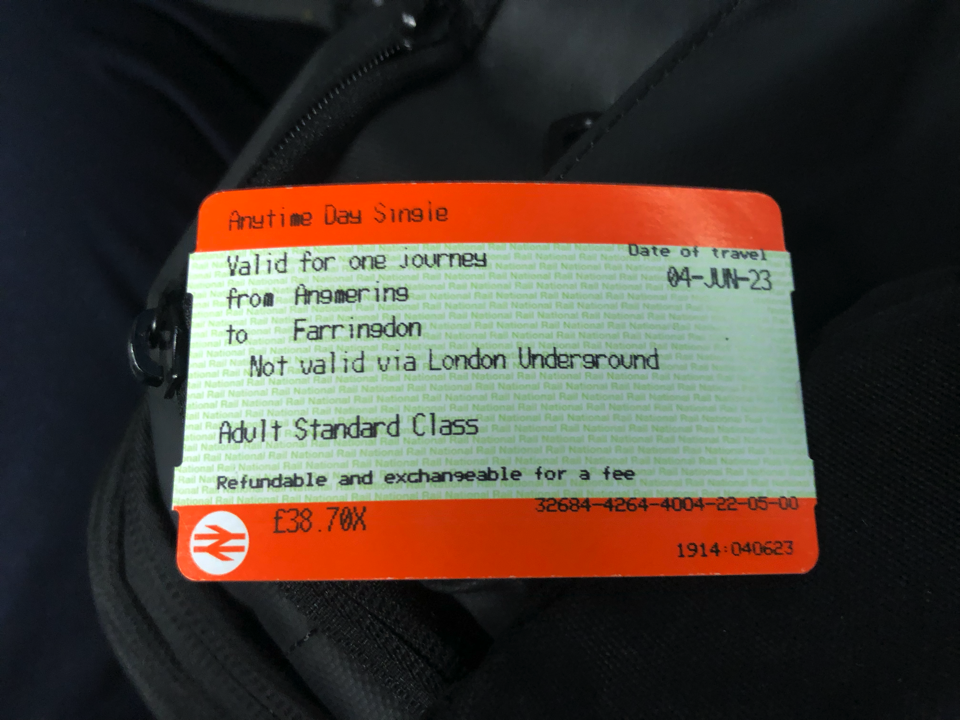 Anytime Day Single
Date of travel
Valid for one journey
04-JUN-23
from Angmering
to Farringdon
Not valid via London Underground
Adult Standard Class
Refundable and exchangeable for a fee
£38.70X
32684-4264-4004-22-05-00
1914:040623